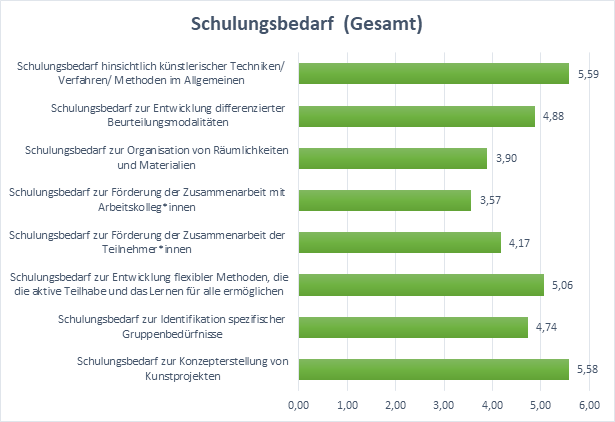 Schulungsbedarf (Gesamt)
Schulungsbedarf hinsichtlich künstlerischer Techniken/
Verfahren/ Methoden im Allgemeinen
5,59
Schulungsbedarf zur Entwicklung differenzierter
Beurteilungsmodalitäten
4,88
Schulungsbedarf zur Organisation von Räumlichkeiten
und Materialien
3,90
Schulungsbedarf zur Förderung der Zusammenarbeit mit
Arbeitskolleg*innen
3,57
Schulungsbedarf zur Förderung der Zusammenarbeit der
Teilnehmer*innen
4,17
Schulungsbedarf zur Entwicklung flexibler Methoden, die
die aktive Teilhabe und das Lernen für alle ermöglichen
5,06
Schulungsbedarf zur Identifikation spezifischer
Gruppenbedürfnisse
4,74
Schulungsbedarf zur Konzepterstellung von
Kunstprojekten
5,58
0,00 1,00 2,00 3,00 4,00 5,00 6,00